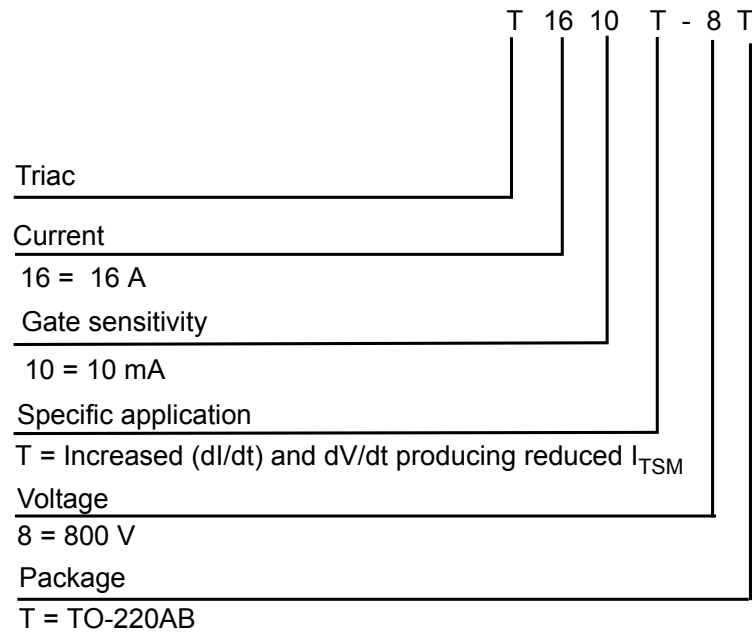 T 16 10 T - 8 T
Triac
Current
16 = 16 A
Gate sensitivity
10 = 10 mA
Specific application
T = Increased (dI/dt) and dV/dt producing reduced ITSM
Voltage
8 = 800 V
Package
T = TO-220AB